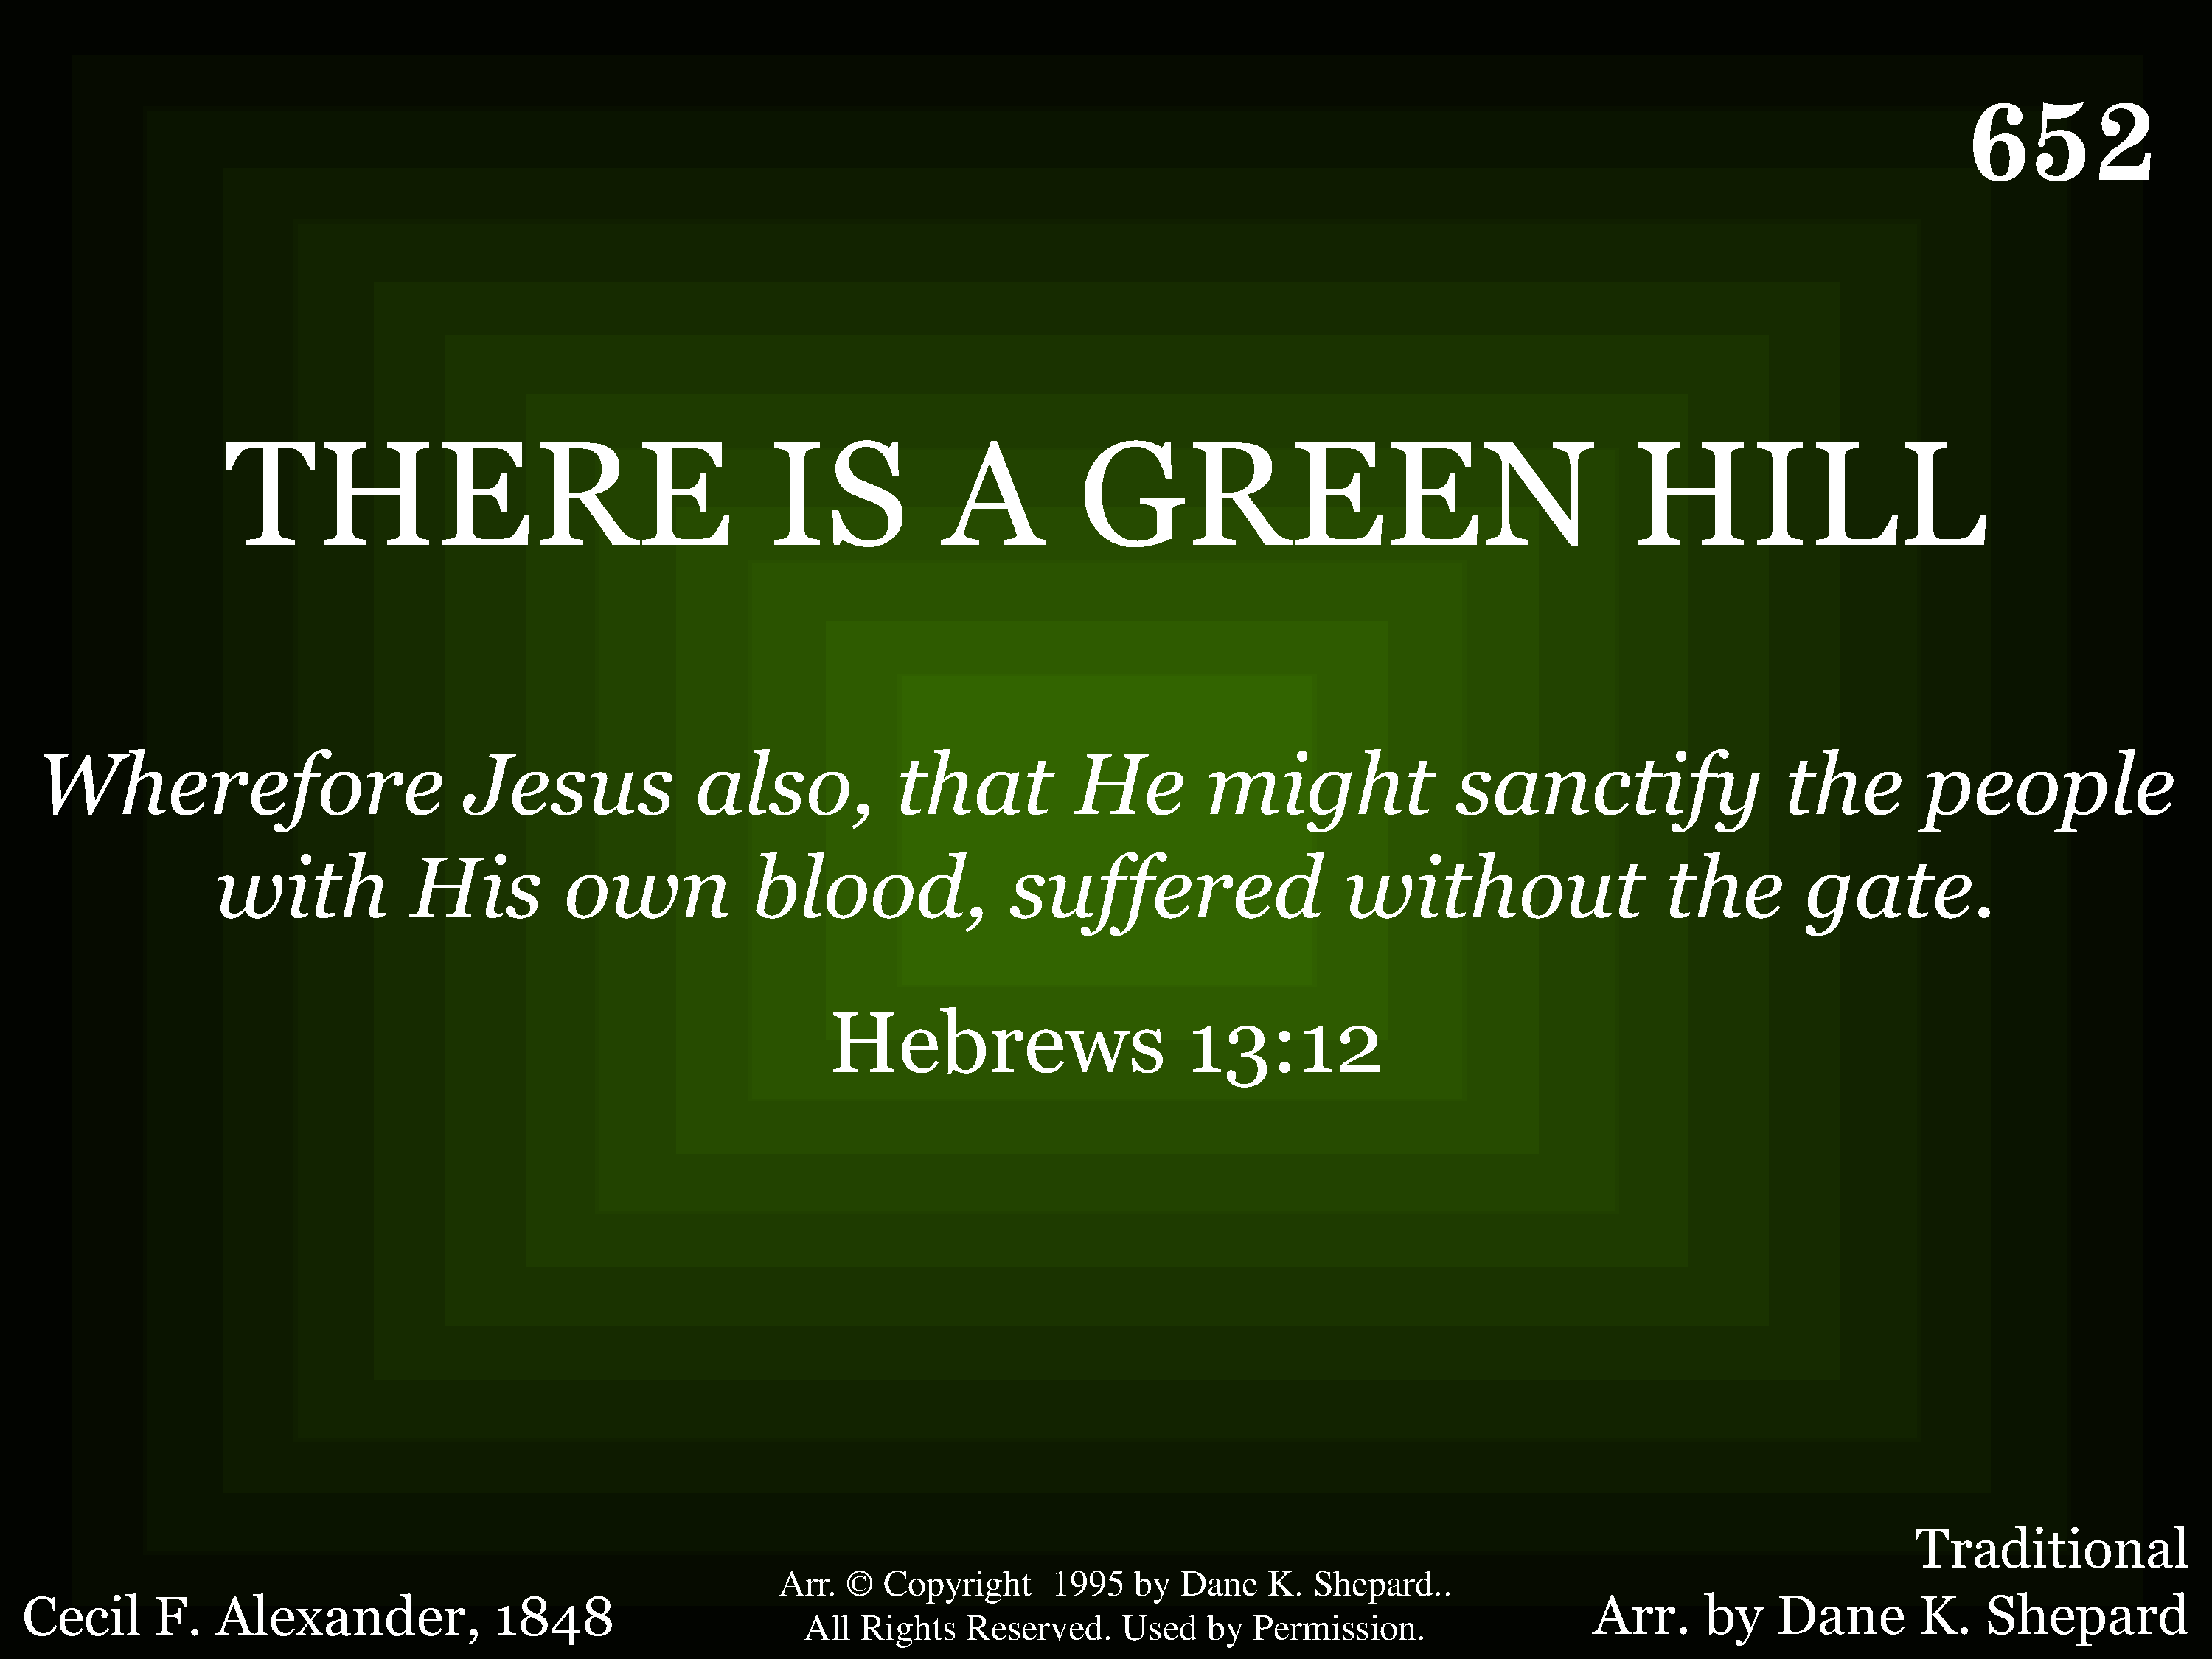 652
THERE IS A GREEN HILL
Wherefore Jesus also, that He might sanctify the people
with His own blood, suffered without the gate.
Hebrews 13:12
Cecil F. Alexander, 1848
Arr. © Copyright 1995 by Dane K. Shepard..
All Rights Reserved. Used by Permission.
Traditional
Arr. by Dane K. Shepard